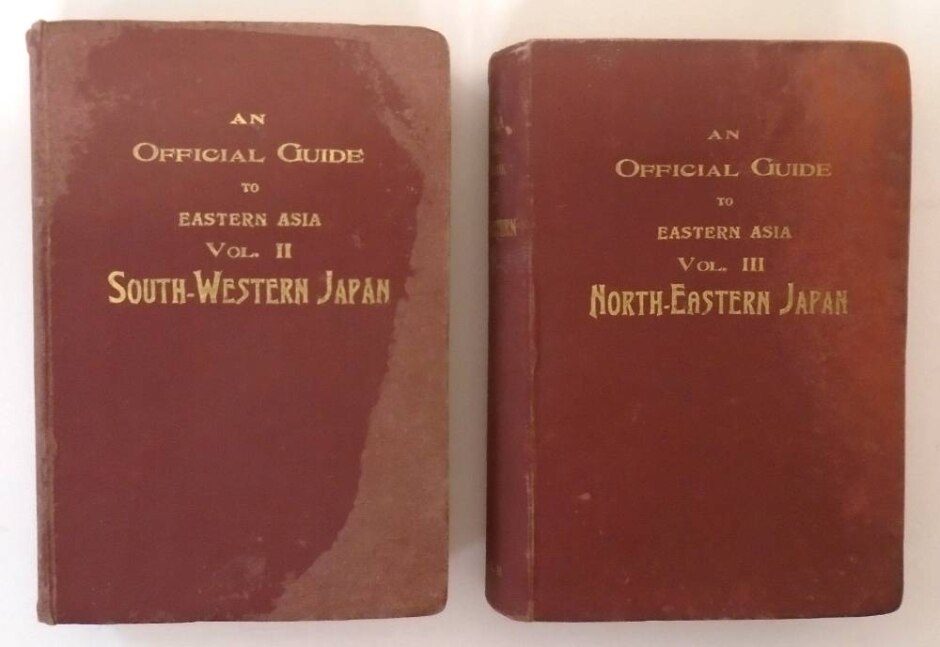 AN
OFFICIAL GUIDE
TO
EASTERN ASIA
VOL. II
SOUTH-WESTERN JAPAN
AN
OFFICIAL GUIDE
TO
EASTERN ASIA
VOL. III
NORTH-EASTERN JAPAN